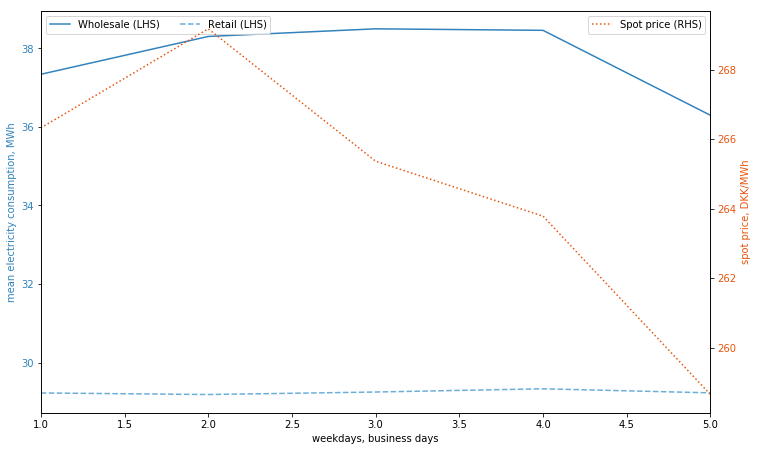 Wholesale (LHS) Retail (LHS) Spot price (RHS)
38
36
34
32
30
mean electricity consumption, MWh
268
266
264
262
260
spot price, DKK/MWh
1.0 1.5 2.0 2.5 3.0 3.5 4.0 4.5 5.0
weekdays, business days